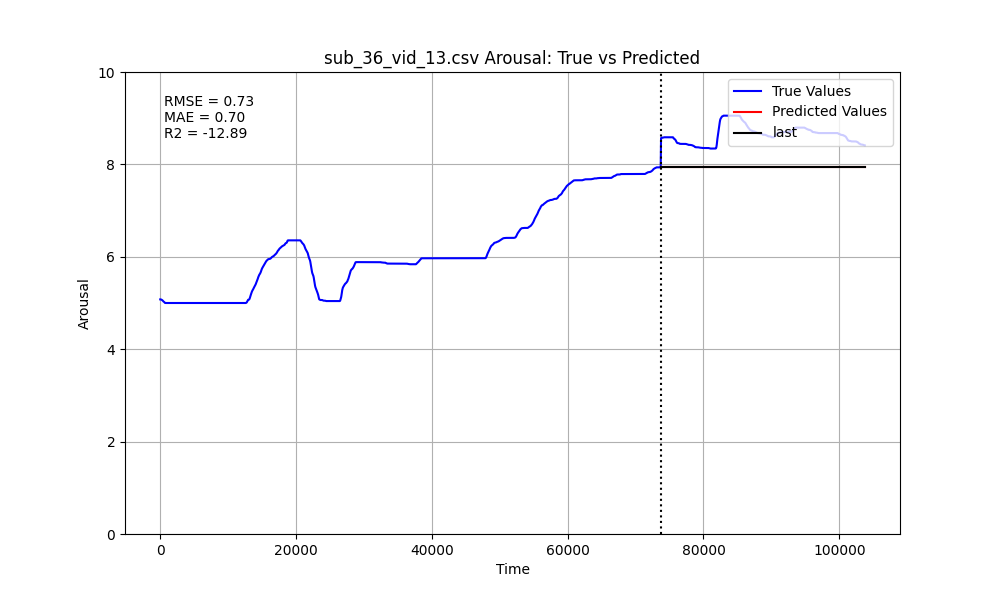 sub_36_vid_13.csv Arousal: True vs Predicted
RMSE = 0.73
MAE = 0.70
R2 = -12.89
True Values
Predicted Values
last
10
8
6
4
2
0
Arousal
0
20000
40000
60000
80000
100000
Time